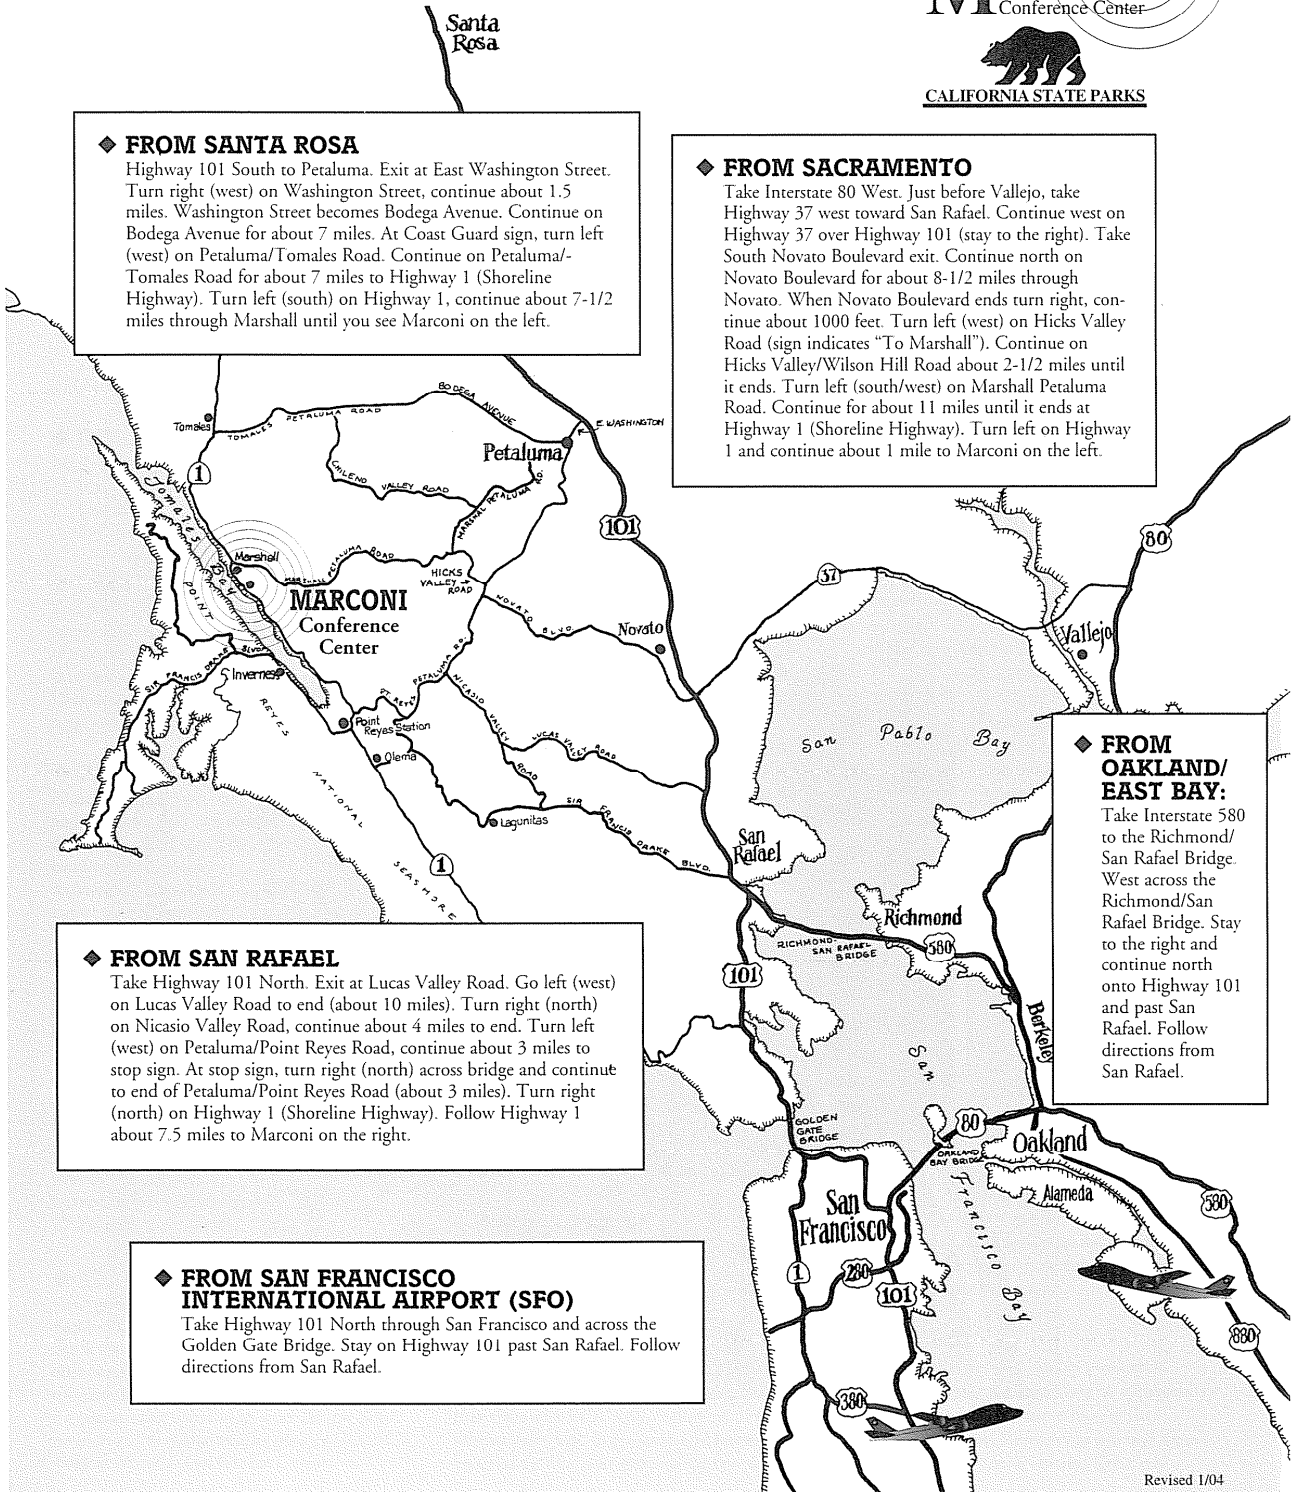 M
Conference Center
CALIFORNIA STATE PARKS
Santa
Rosa
◆ FROM SANTA ROSA
Highway 101 South to Petaluma. Exit at East Washington Street.
Turn right (west) on Washington Street, continue about 1.5
miles. Washington Street becomes Bodega Avenue. Continue on
Bodega Avenue for about 7 miles. At Coast Guard sign, turn left
(west) on Petaluma/Tomales Road. Continue on Petaluma/-
Tomales Road for about 7 miles to Highway 1 (Shoreline
Highway). Turn left (south) on Highway 1, continue about 7-1/2
miles through Marshall until you see Marconi on the left.
◆ FROM SACRAMENTO
Take Interstate 80 West. Just before Vallejo, take
Highway 37 west toward San Rafael. Continue west on
Highway 37 over Highway 101 (stay to the right). Take
South Novato Boulevard exit. Continue north on
Novato Boulevard for about 8-1/2 miles through
Novato. When Novato Boulevard ends turn right, con-
tinue about 1000 feet. Turn left (west) on Hicks Valley
Road (sign indicates "To Marshall"). Continue on
Hicks Valley/Wilson Hill Road about 2-1/2 miles until
it ends. Turn left (south/west) on Marshall Petaluma
Road. Continue for about 11 miles until it ends at
Highway 1 (Shoreline Highway). Turn left on Highway
1 and continue about 1 mile to Marconi on the left.
BODEGA AVENUE
TOMALES PETALUMA ROAD
Tomales
E. WASHINGTON
Petaluma
1
CHILENO VALLEY ROAD
MARSHAL PETALUMA RD.
Tomales Bay
101
80
Marshall
MARSHALL PETALUMA ROAD
HICKS
VALLEY →
ROAD
37
MARCONI
Conference
Center
POINT
REYES
NATIONAL
SEASHORE
NOVATO BLVD.
Novato
Vallejo
SIR FRANCIS DRAKE BLVD.
Inverness
PT. REYES PETALUMA RD.
NICASIO VALLEY ROAD
Point
Reyes Station
LUCAS VALLEY ROAD
Olema
San Pablo Bay
SIR FRANCIS DRAKE BLVD.
Lagunitas
San
Rafael
1
◆ FROM
OAKLAND/
EAST BAY:
Take Interstate 580
to the Richmond/
San Rafael Bridge.
West across the
Richmond/San
Rafael Bridge. Stay
to the right and
continue north
onto Highway 101
and past San
Rafael. Follow
directions from
San Rafael.
Richmond
RICHMOND-
SAN RAFAEL
BRIDGE
580
101
Berkeley
◆ FROM SAN RAFAEL
Take Highway 101 North. Exit at Lucas Valley Road. Go left (west)
on Lucas Valley Road to end (about 10 miles). Turn right (north)
on Nicasio Valley Road, continue about 4 miles to end. Turn left
(west) on Petaluma/Point Reyes Road, continue about 3 miles to
stop sign. At stop sign, turn right (north) across bridge and continue
to end of Petaluma/Point Reyes Road (about 3 miles). Turn right
(north) on Highway 1 (Shoreline Highway). Follow Highway 1
about 7.5 miles to Marconi on the right.
San Francisco Bay
GOLDEN
GATE
BRIDGE
80
OAKLAND
BAY BRIDGE
Oakland
Alameda
580
San
Francisco
1
280
101
880
380
◆ FROM SAN FRANCISCO
INTERNATIONAL AIRPORT (SFO)
Take Highway 101 North through San Francisco and across the
Golden Gate Bridge. Stay on Highway 101 past San Rafael. Follow
directions from San Rafael.
Revised 1/04